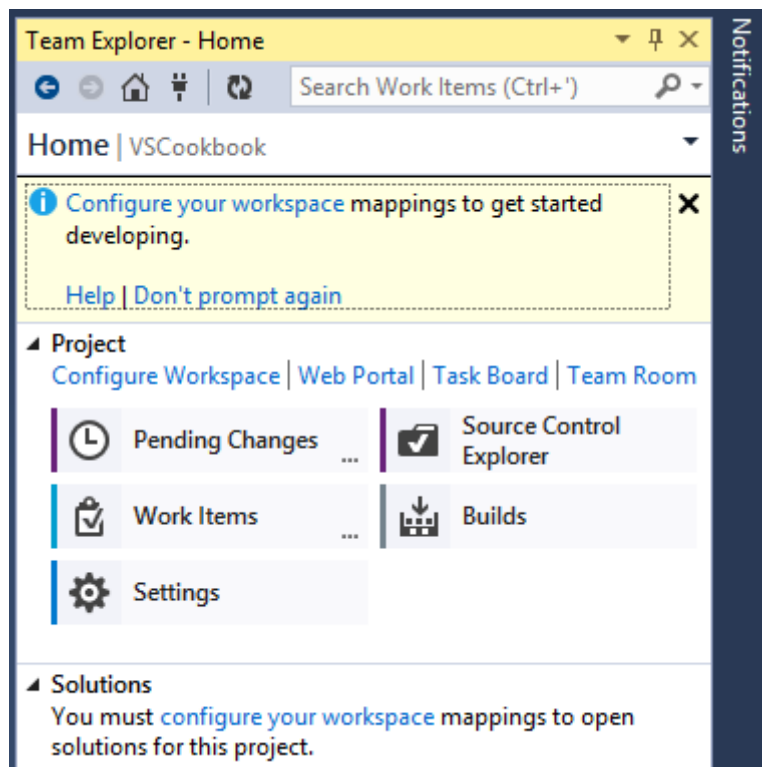 Team Explorer - Home
Search Work Items (Ctrl+')
Home | VSCookbook
Configure your workspace mappings to get started
developing.
Help | Don't prompt again
Project
Configure Workspace | Web Portal | Task Board | Team Room
Pending Changes ...
Source Control
Explorer
Work Items ...
Builds
Settings
Solutions
You must configure your workspace mappings to open
solutions for this project.
Notifications